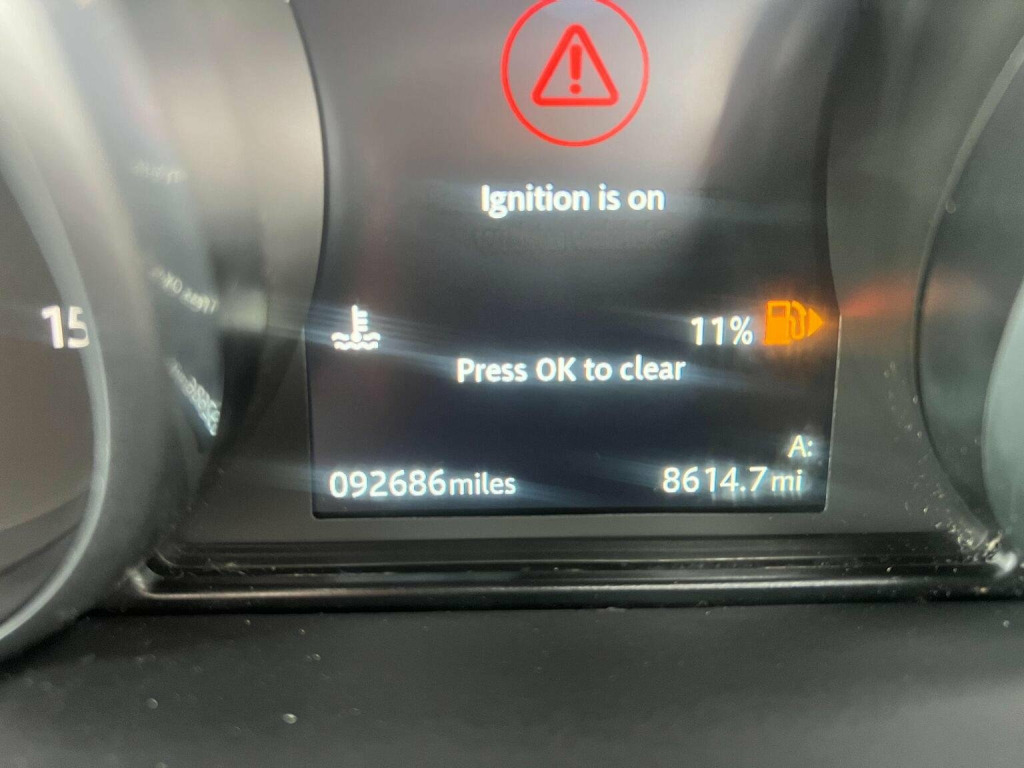 Ignition is on
15
11%
Press OK to clear
A:
092686miles
8614.7mi